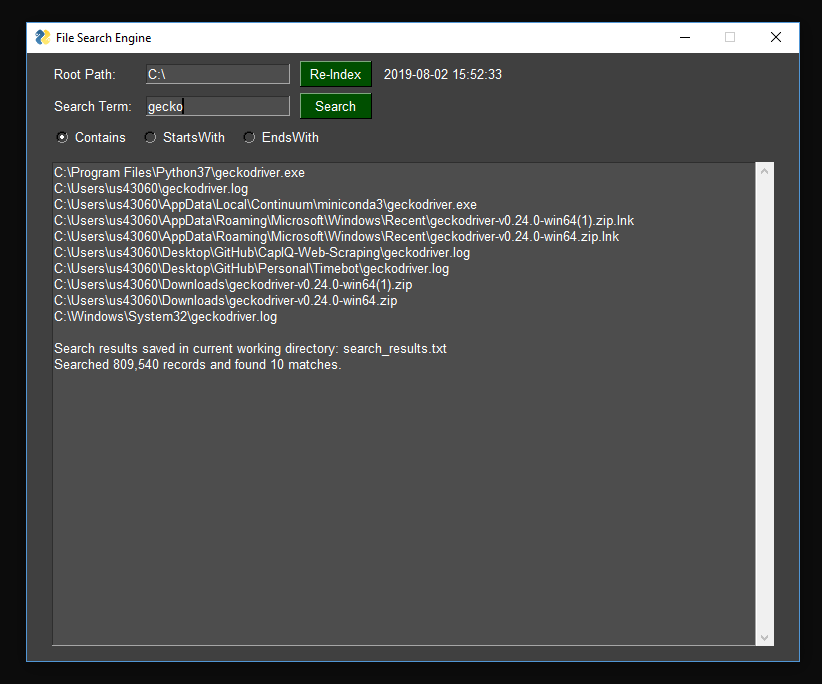 File Search Engine
Root Path: C:\ Re-Index 2019-08-02 15:52:33
Search Term: gecko Search
Contains StartsWith EndsWith
C:\Program Files\Python37\geckodriver.exe
C:\Users\us43060\geckodriver.log
C:\Users\us43060\AppData\Local\Continuum\miniconda3\geckodriver.exe
C:\Users\us43060\AppData\Roaming\Microsoft\Windows\Recent\geckodriver-v0.24.0-win64(1).zip.lnk
C:\Users\us43060\AppData\Roaming\Microsoft\Windows\Recent\geckodriver-v0.24.0-win64.zip.lnk
C:\Users\us43060\Desktop\GitHub\CapIQ-Web-Scraping\geckodriver.log
C:\Users\us43060\Desktop\GitHub\Personal\Timebot\geckodriver.log
C:\Users\us43060\Downloads\geckodriver-v0.24.0-win64(1).zip
C:\Users\us43060\Downloads\geckodriver-v0.24.0-win64.zip
C:\Windows\System32\geckodriver.log
Search results saved in current working directory: search_results.txt
Searched 809,540 records and found 10 matches.